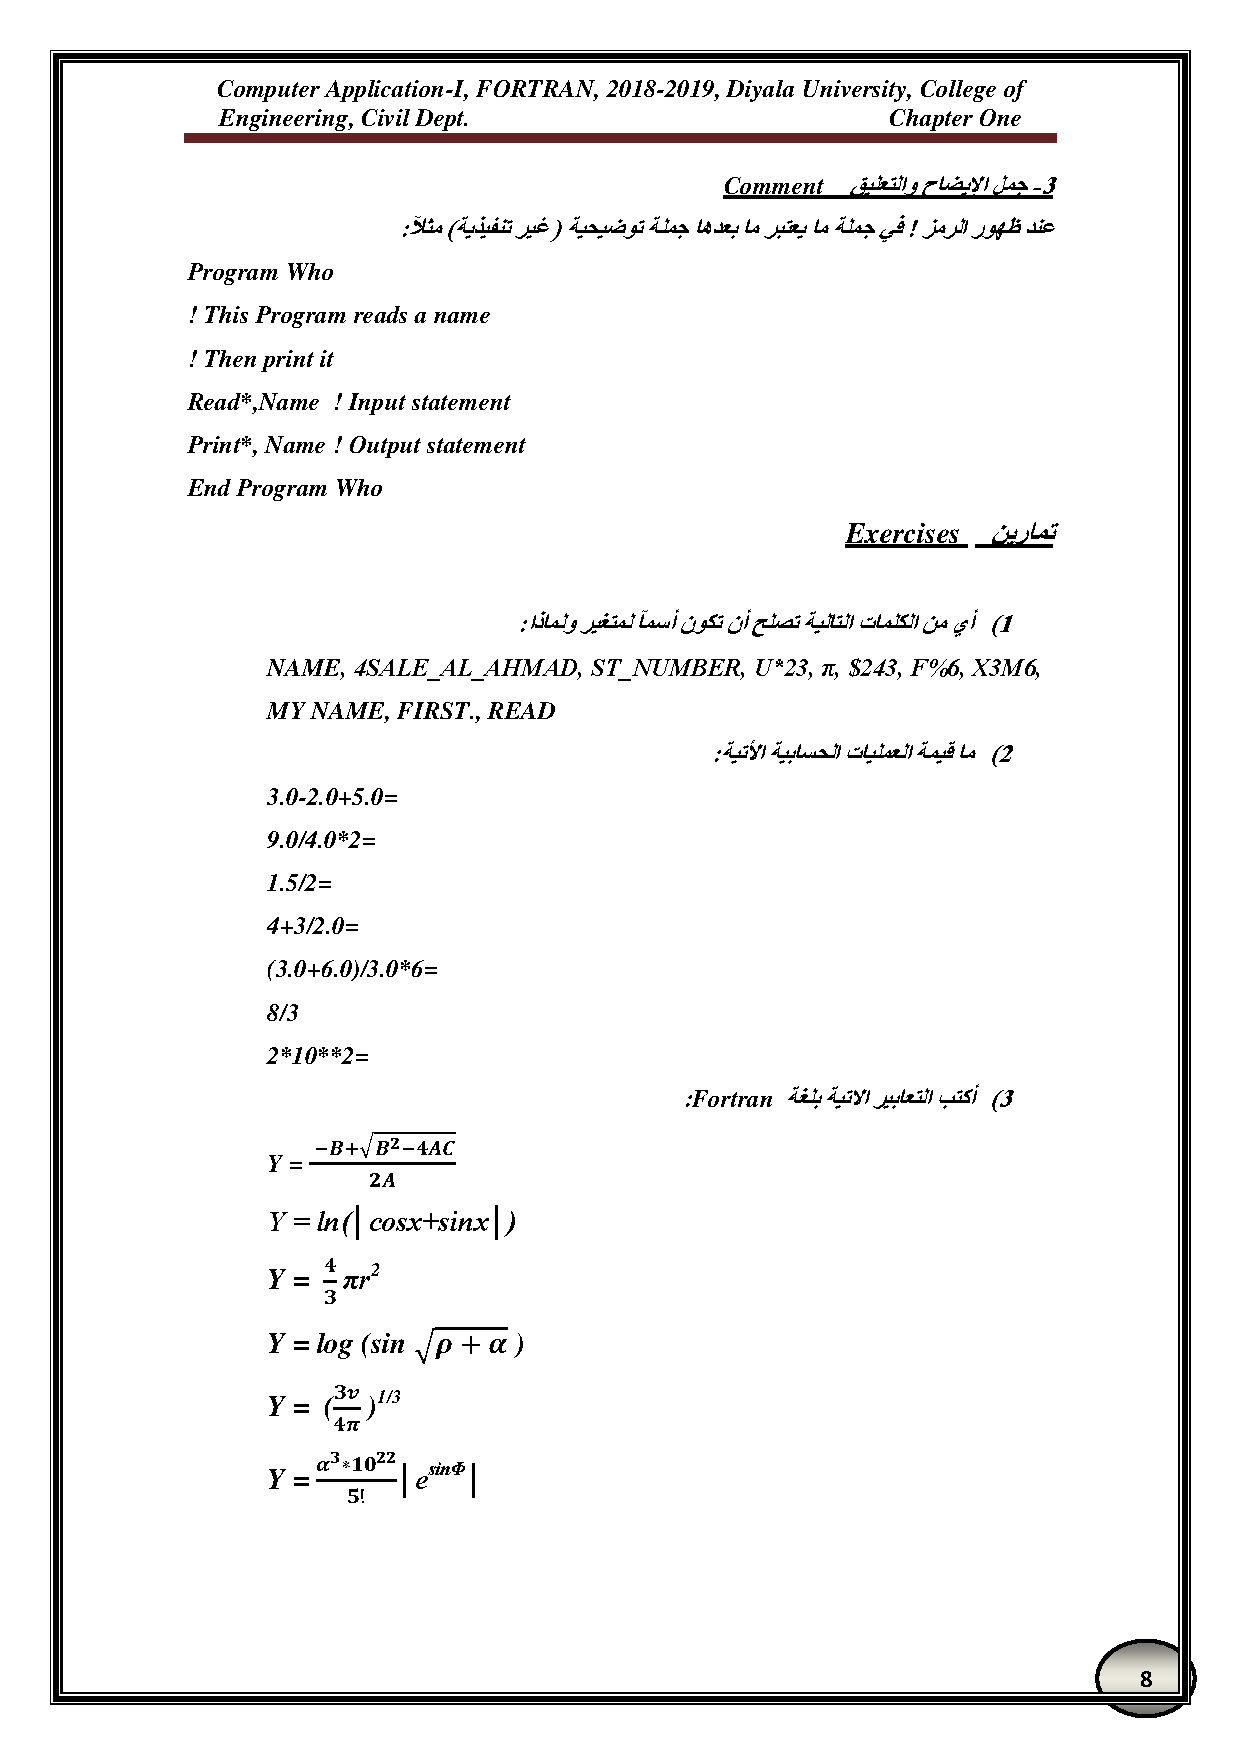 Computer Application-I, FORTRAN, 2018-2019, Diyala University, College of
Engineering, Civil Dept. Chapter One
3- جمل الايضاح والتعليق Comment
عند ظهور الرمز ! في جملة ما يعتبر ما بعدها جملة توضيحية ( غير تنفيذية) مثلآ:
Program Who
! This Program reads a name
! Then print it
Read*,Name ! Input statement
Print*, Name ! Output statement
End Program Who
تمارين Exercises
1) أي من الكلمات التالية تصلح أن تكون أسمآ لمتغير ولماذا:
NAME, 4SALE_AL_AHMAD, ST_NUMBER, U*23, π, $243, F%6, X3M6,
MY NAME, FIRST., READ
2) ما قيمة العمليات الحسابية الأتية:
3.0-2.0+5.0=
9.0/4.0*2=
1.5/2=
4+3/2.0=
(3.0+6.0)/3.0*6=
8/3
2*10**2=
3) أكتب التعابير الاتية بلغة Fortran:
Y = (−B+√(B²−4AC))/(2A)
Y = ln(| cosx+sinx| )
Y = 4/3 πr²
Y = log (sin √(ρ + α) )
Y = (3v/4π)^1/3
Y = (α³*10²²)/5! | e^sinΦ |
8